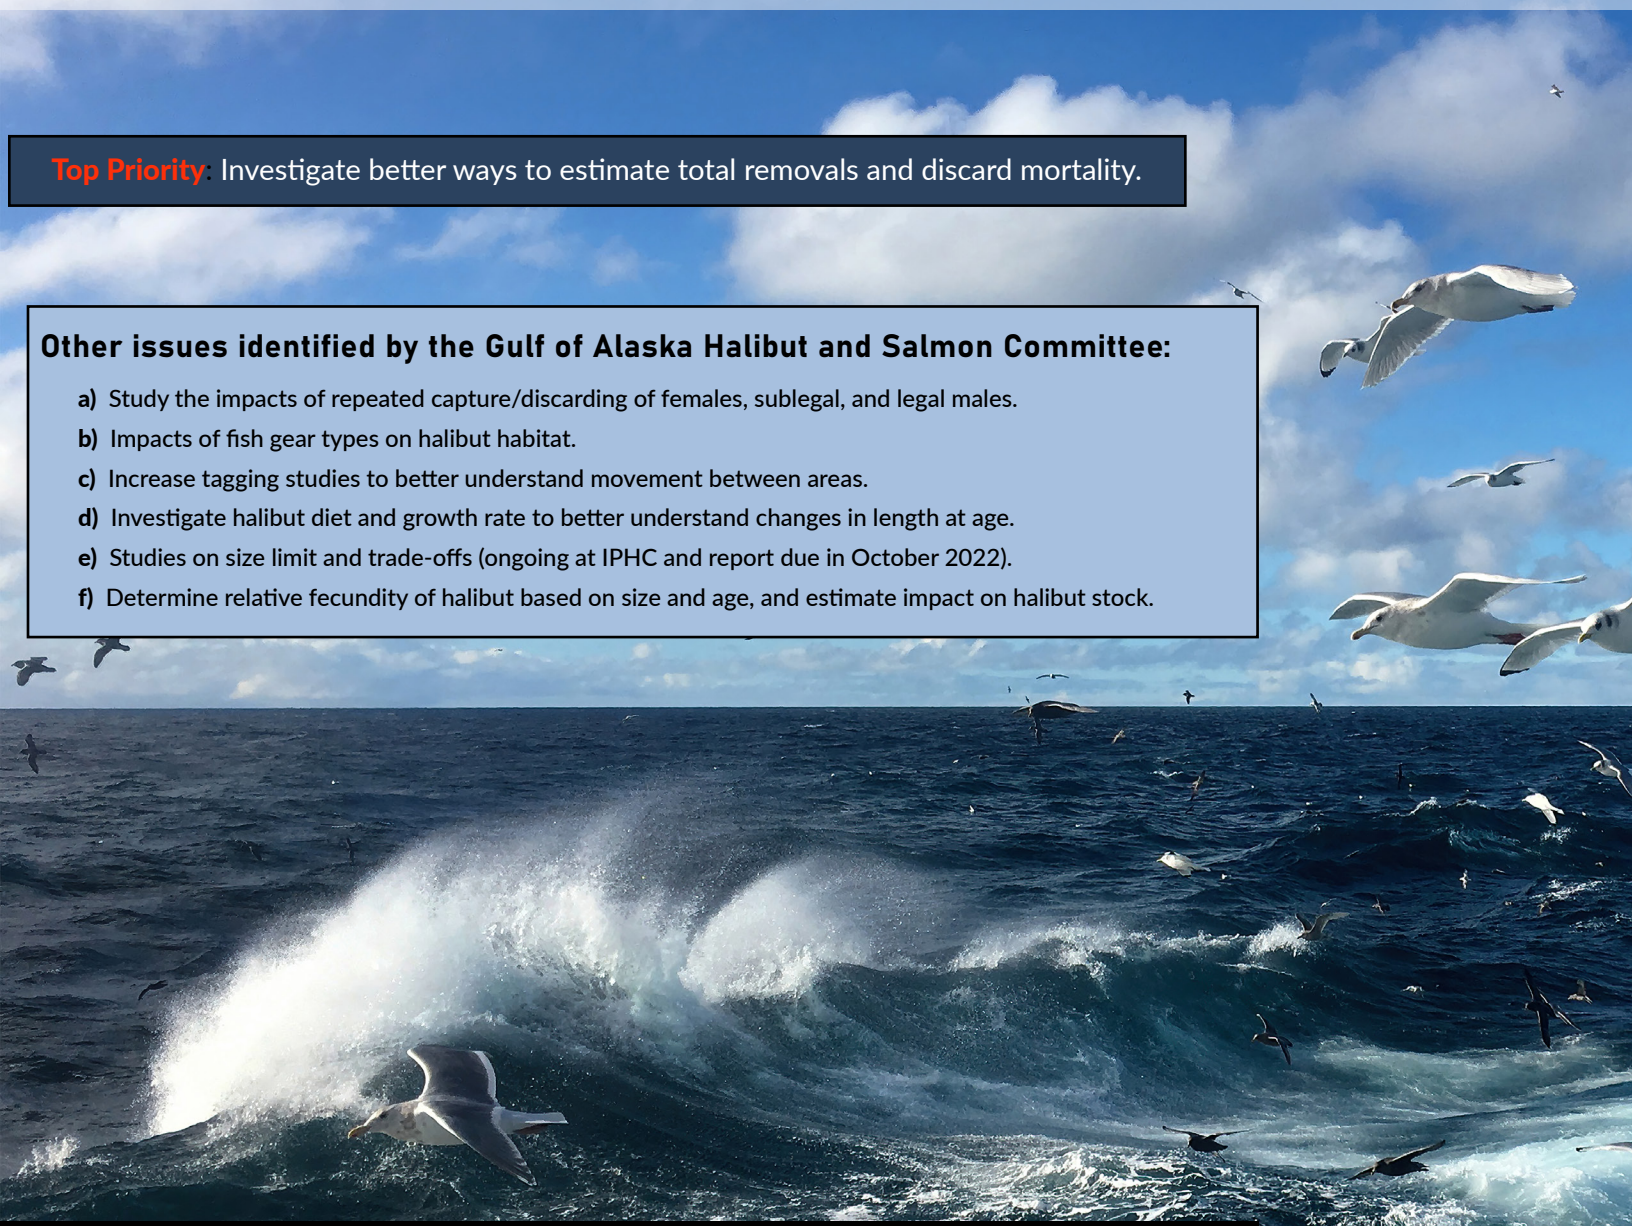 Top Priority: Investigate better ways to estimate total removals and discard mortality.
Other issues identified by the Gulf of Alaska Halibut and Salmon Committee:
a) Study the impacts of repeated capture/discarding of females, sublegal, and legal males.
b) Impacts of fish gear types on halibut habitat.
c) Increase tagging studies to better understand movement between areas.
d) Investigate halibut diet and growth rate to better understand changes in length at age.
e) Studies on size limit and trade-offs (ongoing at IPHC and report due in October 2022).
f) Determine relative fecundity of halibut based on size and age, and estimate impact on halibut stock.